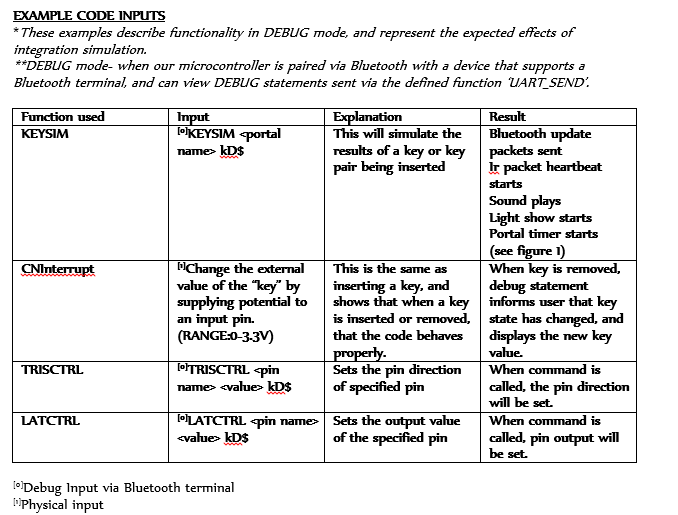 EXAMPLE CODE INPUTS
*These examples describe functionality in DEBUG mode, and represent the expected effects of
integration simulation.
**DEBUG mode- when our microcontroller is paired via Bluetooth with a device that supports a
Bluetooth terminal, and can view DEBUG statements sent via the defined function ‘UART_SEND’.
Function used
Input
Explanation
Result
KEYSIM
[0]KEYSIM <portal
name> kD$
This will simulate the
results of a key or key
pair being inserted
Bluetooth update
packets sent
Ir packet heartbeat
starts
Sound plays
Light show starts
Portal timer starts
(see figure 1)
CNInterrupt
[1]Change the external
value of the “key” by
supplying potential to
an input pin.
(RANGE:0-3.3V)
This is the same as
inserting a key, and
shows that when a key
is inserted or removed,
that the code behaves
properly.
When key is removed,
debug statement
informs user that key
state has changed, and
displays the new key
value.
TRISCTRL
[0]TRISCTRL <pin
name> <value> kD$
Sets the pin direction
of specified pin
When command is
called, the pin direction
will be set.
LATCTRL
[0]LATCTRL <pin name>
<value> kD$
Sets the output value
of the specified pin
When command is
called, pin output will
be set.
[0]Debug Input via Bluetooth terminal
[1]Physical input